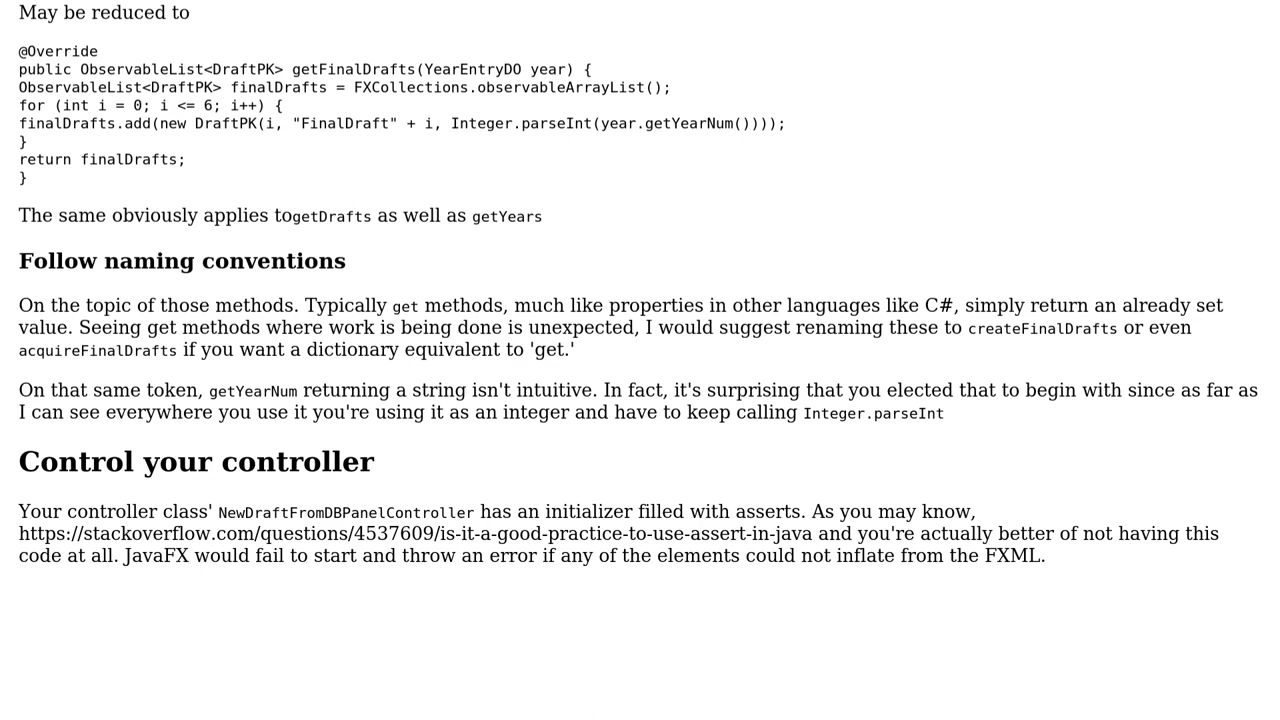 May be reduced to
@Override
public ObservableList<DraftPK> getFinalDrafts(YearEntryDO year) {
ObservableList<DraftPK> finalDrafts = FXCollections.observableArrayList();
for (int i = 0; i <= 6; i++) {
finalDrafts.add(new DraftPK(i, "FinalDraft" + i, Integer.parseInt(year.getYearNum())));
}
return finalDrafts;
}
The same obviously applies togetDrafts as well as getYears
Follow naming conventions
On the topic of those methods. Typically get methods, much like properties in other languages like C#, simply return an already set
value. Seeing get methods where work is being done is unexpected, I would suggest renaming these to createFinalDrafts or even
acquireFinalDrafts if you want a dictionary equivalent to 'get.'
On that same token, getYearNum returning a string isn't intuitive. In fact, it's surprising that you elected that to begin with since as far as
I can see everywhere you use it you're using it as an integer and have to keep calling Integer.parseInt
Control your controller
Your controller class' NewDraftFromDBPanelController has an initializer filled with asserts. As you may know,
https://stackoverflow.com/questions/4537609/is-it-a-good-practice-to-use-assert-in-java and you're actually better of not having this
code at all. JavaFX would fail to start and throw an error if any of the elements could not inflate from the FXML.